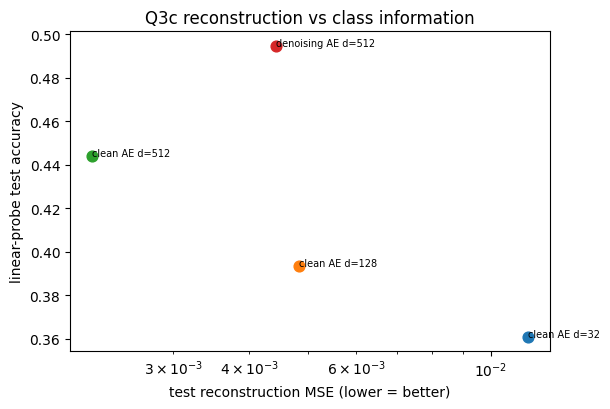 Q3c reconstruction vs class information
linear-probe test accuracy
0.50
0.48
0.46
0.44
0.42
0.40
0.38
0.36
denoising AE d=512
clean AE d=512
clean AE d=128
clean AE d=32
3 × 10⁻³
4 × 10⁻³
6 × 10⁻³
10⁻²
test reconstruction MSE (lower = better)